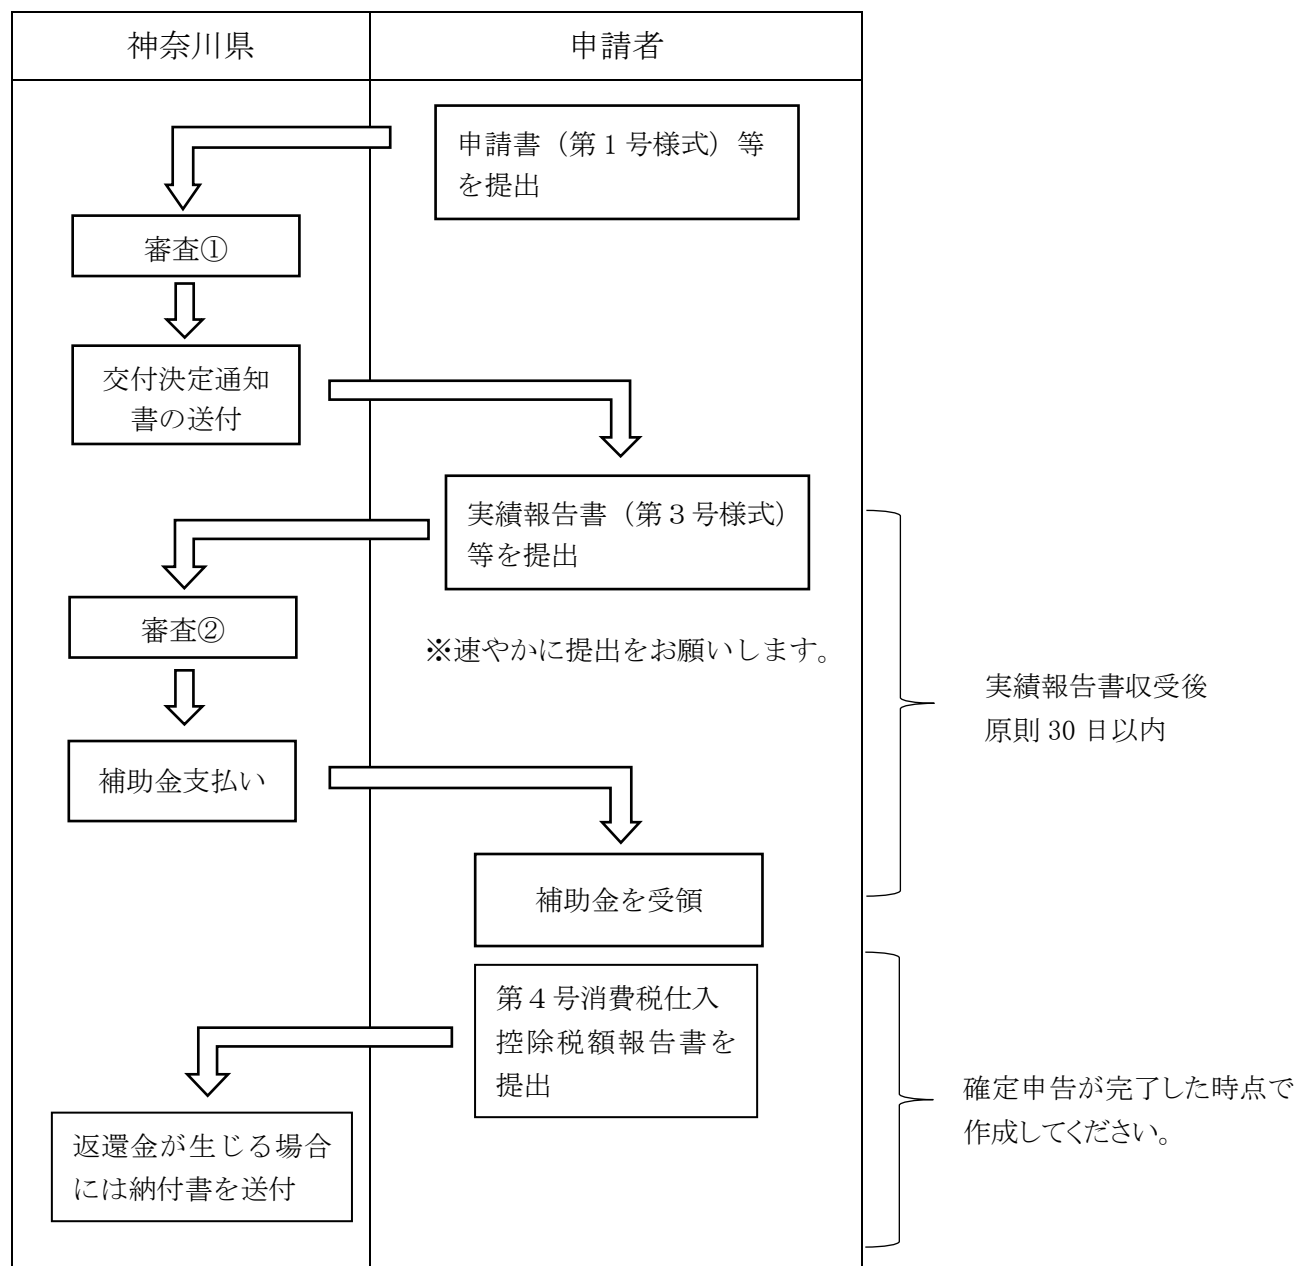 神奈川県
申請者
申請書（第１号様式）等
を提出
審査①
交付決定通知
書の送付
実績報告書（第３号様式）
等を提出
審査②
※速やかに提出をお願いします。
実績報告書収受後
原則 30 日以内
補助金支払い
補助金を受領
第４号消費税仕入
控除税額報告書を
提出
確定申告が完了した時点で
作成してください。
返還金が生じる場合
には納付書を送付